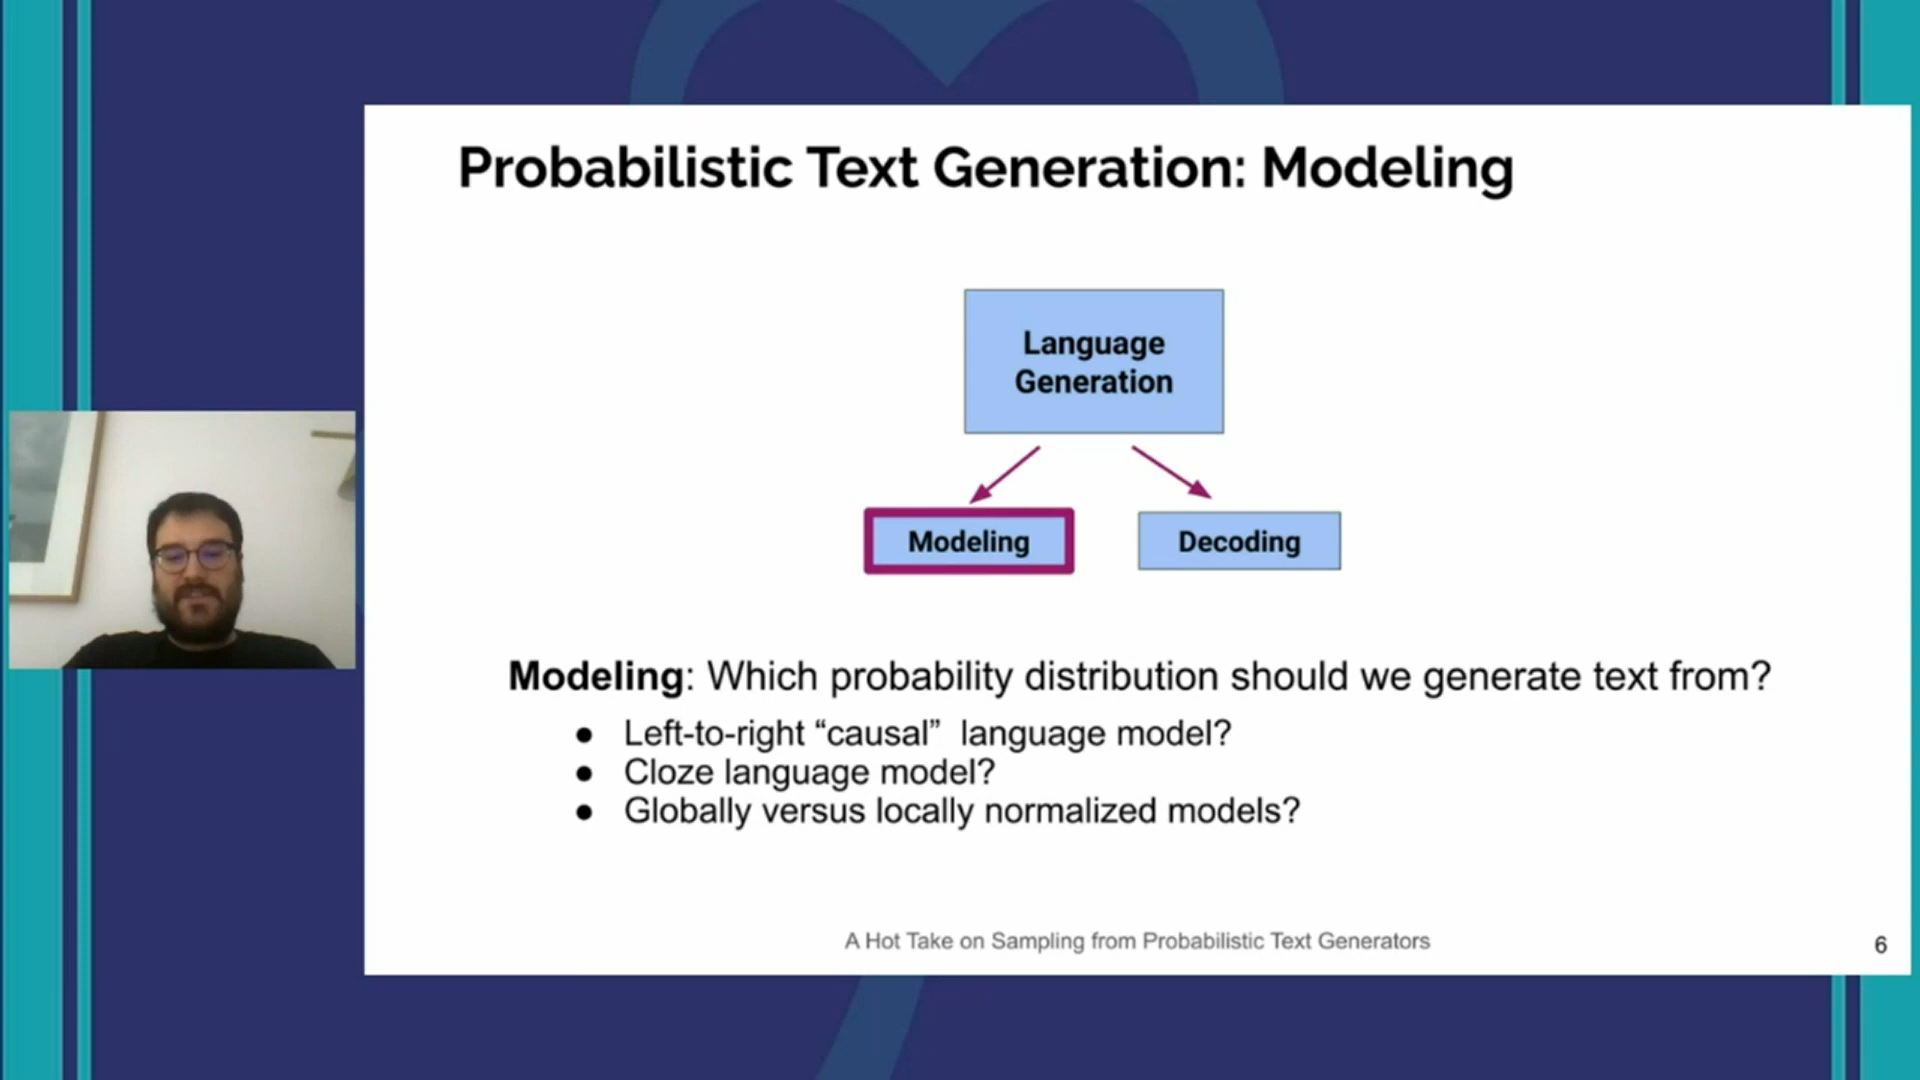 Probabilistic Text Generation: Modeling
Language
Generation
Modeling
Decoding
Modeling: Which probability distribution should we generate text from?
● Left-to-right “causal”  language model?
● Cloze language model?
● Globally versus locally normalized models?
A Hot Take on Sampling from Probabilistic Text Generators
6